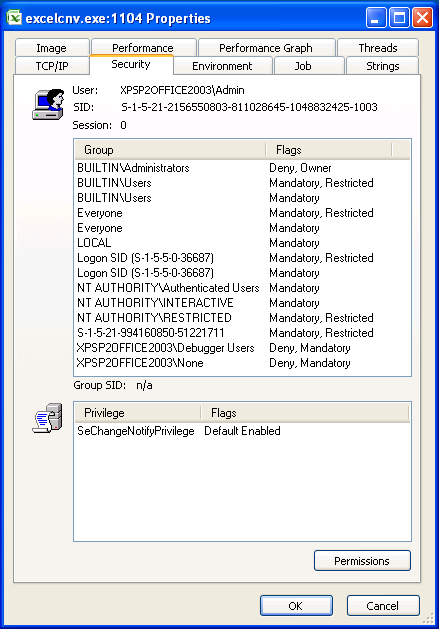 excelcnv.exe:1104 Properties
Image Performance Performance Graph Threads
TCP/IP Security Environment Job Strings
User: XPSP2OFFICE2003\Admin
SID: S-1-5-21-2156550803-811028645-1048832425-1003
Session: 0
Group Flags
BUILTIN\Administrators Deny, Owner
BUILTIN\Users Mandatory, Restricted
BUILTIN\Users Mandatory
Everyone Mandatory, Restricted
Everyone Mandatory
LOCAL Mandatory
Logon SID (S-1-5-5-0-36687) Mandatory, Restricted
Logon SID (S-1-5-5-0-36687) Mandatory
NT AUTHORITY\Authenticated Users Mandatory
NT AUTHORITY\INTERACTIVE Mandatory
NT AUTHORITY\RESTRICTED Mandatory, Restricted
S-1-5-21-994160850-51221711 Mandatory, Restricted
XPSP2OFFICE2003\Debugger Users Deny, Mandatory
XPSP2OFFICE2003\None Deny, Mandatory
Group SID: n/a
Privilege Flags
SeChangeNotifyPrivilege Default Enabled
Permissions
OK Cancel